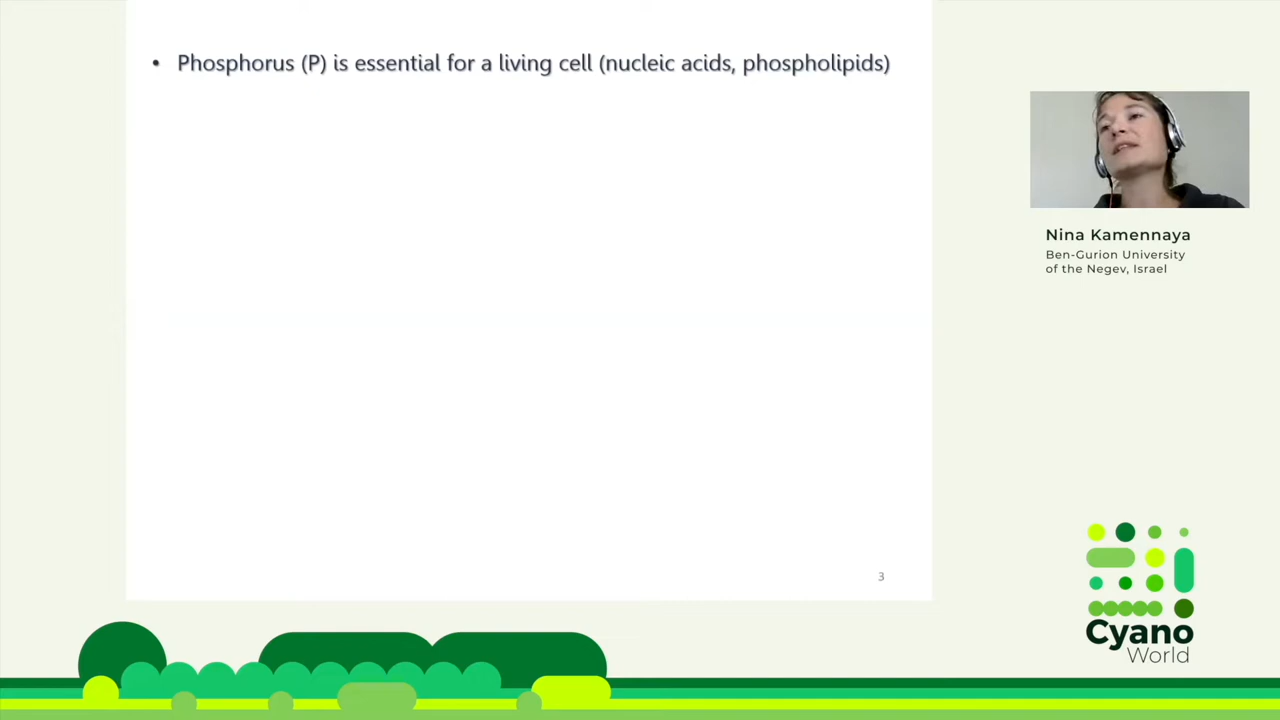 • Phosphorus (P) is essential for a living cell (nucleic acids, phospholipids)
Nina Kamennaya
Ben-Gurion University
of the Negev, Israel
3
Cyano
World